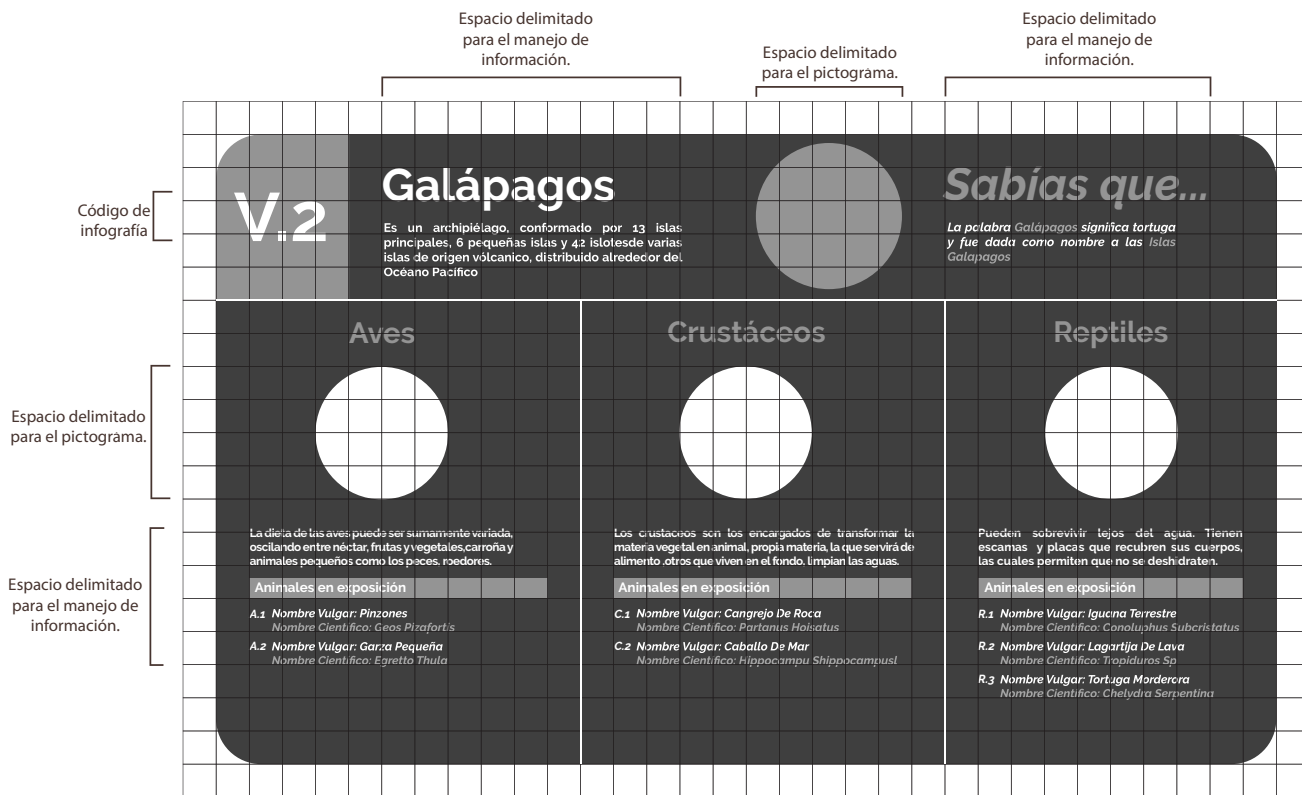 Espacio delimitado
para el manejo de
información.
Espacio delimitado
para el pictograma.
Espacio delimitado
para el manejo de
información.
Código de
infografía
V.2
Galápagos
Es un archipiélago, conformado por 13 islas
principales, 6 pequeñas islas y 42 islotesde varias
islas de origen vólcanico, distribuido alrededor del
Océano Pacífico
Sabías que...
La palabra Galápagos significa tortuga
y fue dada como nombre a las Islas
Galapagos
Espacio delimitado
para el pictograma.
Espacio delimitado
para el manejo de
información.
Aves
La dieta de las aves puede ser sumamente variada,
oscilando entre néctar, frutas y vegetales,carroña y
animales pequeños como los peces, roedores.
Animales en exposición
A.1 Nombre Vulgar: Pinzones
Nombre Científico: Geos Pizafortis
A.2 Nombre Vulgar: Garza Pequeña
Nombre Científico: Egretto Thula
Crustáceos
Los crustaceos son los encargados de transformar la
materia vegetal en animal, propia materia, la que servirá de
alimento ,otros que viven en el fondo, limpian las aguas.
Animales en exposición
C.1 Nombre Vulgar: Cangrejo De Roca
Nombre Científico: Partanus Hoisatus
C.2 Nombre Vulgar: Caballo De Mar
Nombre Científico: Hippocampu Shippocampusl
Reptiles
Pueden sobrevivir lejos del agua. Tienen
escamas y placas que recubren sus cuerpos,
las cuales permiten que no se deshidraten.
Animales en exposición
R.1 Nombre Vulgar: Iguana Terrestre
Nombre Científico: Conoluphus Subcristatus
R.2 Nombre Vulgar: Lagartija De Lava
Nombre Científico: Tropiduros Sp
R.3 Nombre Vulgar: Tortuga Morderora
Nombre Científico: Chelydra Serpentina